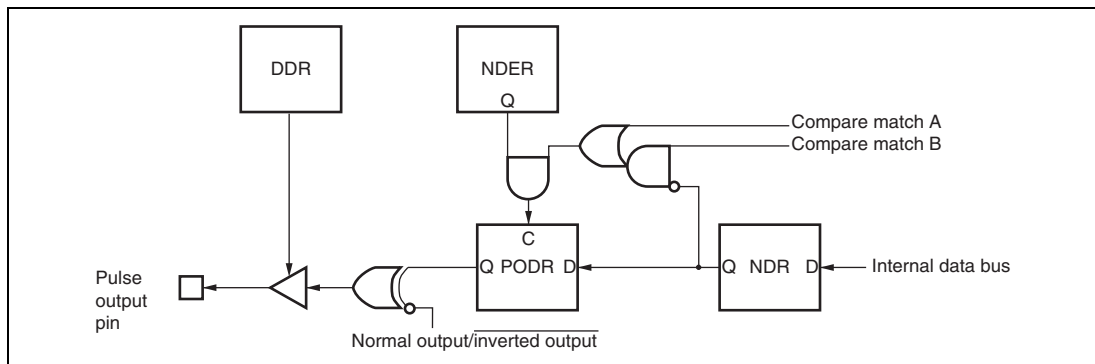 DDR
NDER
Q
Compare match A
Compare match B
C
Q PODR D
Q NDR D
Internal data bus
Pulse
output
pin
Normal output/inverted output